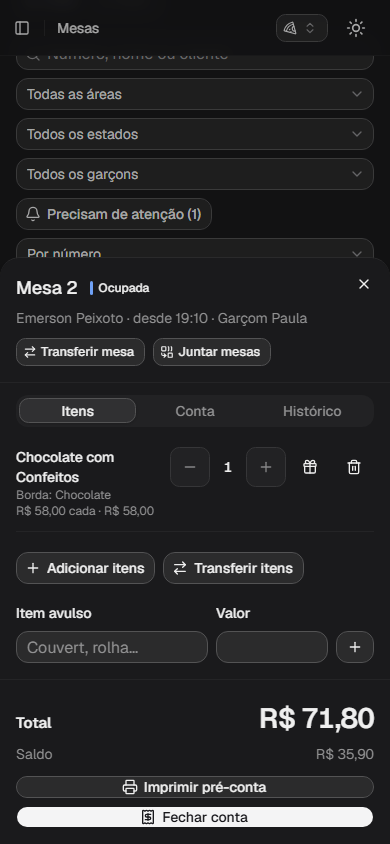 Mesas
Número, nome ou cliente
Todas as áreas
Todos os estados
Todos os garçons
Precisam de atenção (1)
Por número
Mesa 2
Ocupada
Emerson Peixoto · desde 19:10 · Garçom Paula
Transferir mesa
Juntar mesas
Itens
Conta
Histórico
Chocolate com
Confeitos
1
Borda: Chocolate
R$ 58,00 cada · R$ 58,00
Adicionar itens
Transferir itens
Item avulso
Valor
Couvert, rolha...
Total
R$ 71,80
Saldo
R$ 35,90
Imprimir pré-conta
Fechar conta